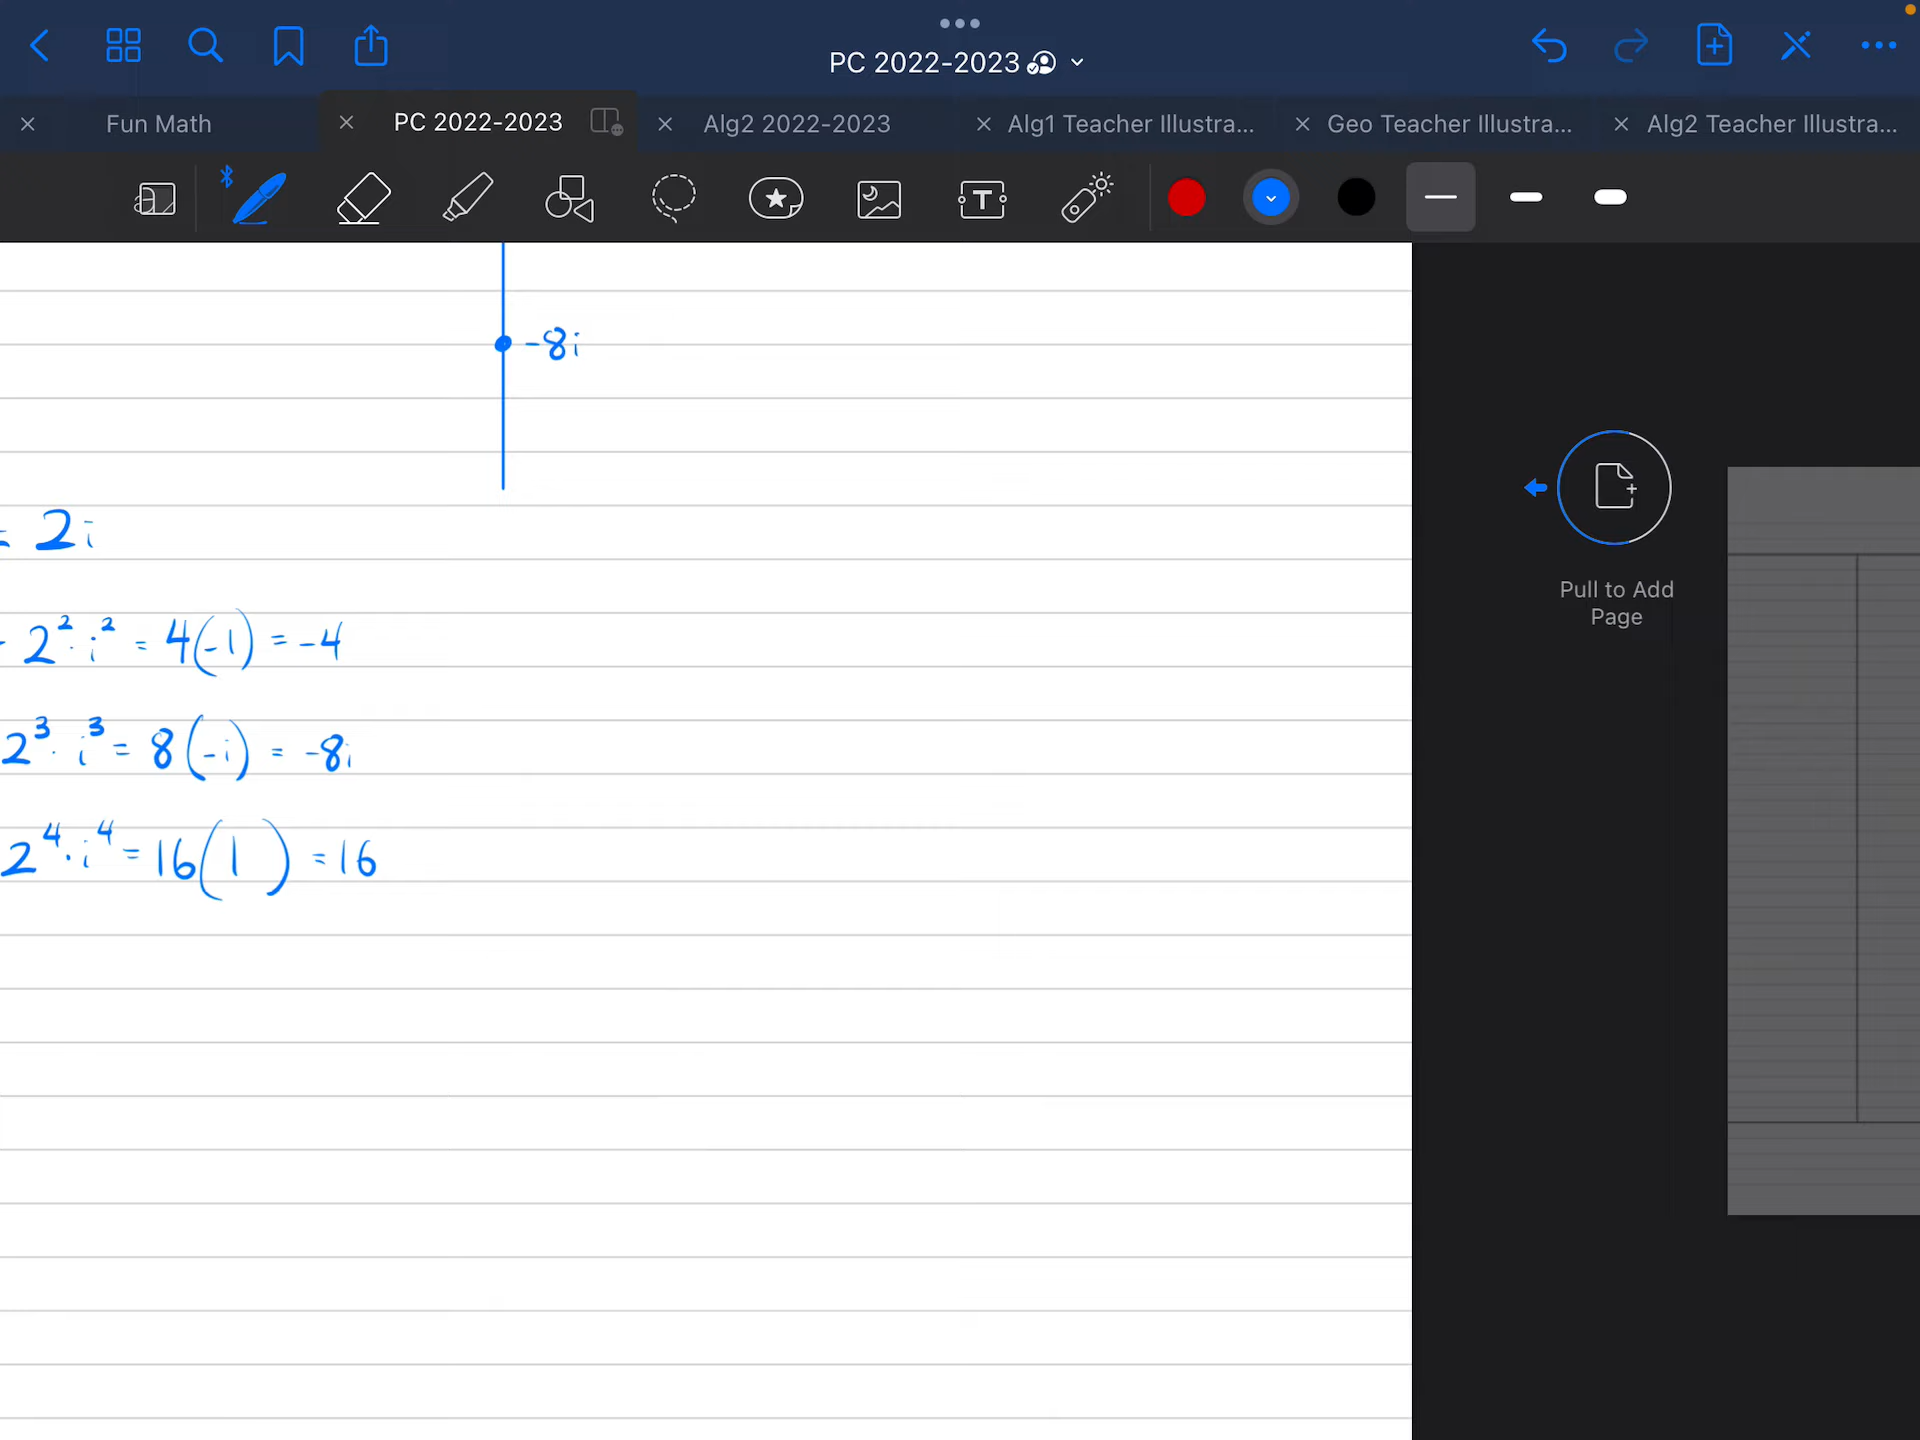 PC 2022-2023
Fun Math
PC 2022-2023
Alg2 2022-2023
Alg1 Teacher Illustra...
Geo Teacher Illustra...
Alg2 Teacher Illustra...
-8i
= 2i
2² · i² = 4(-1) = -4
2³ · i³ = 8(-i) = -8i
2⁴ · i⁴ = 16(1) = 16
Pull to Add
Page